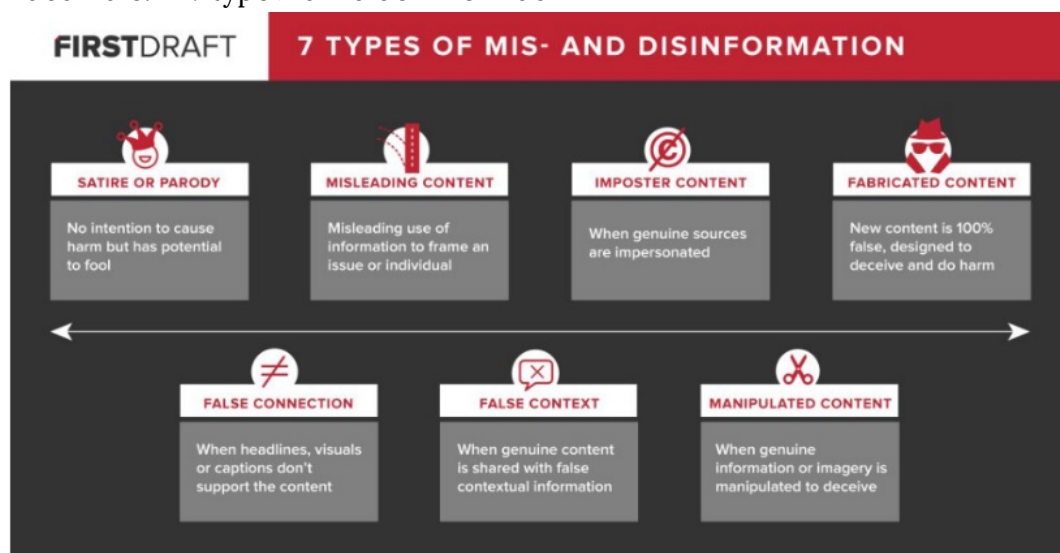 FIRSTDRAFT
7 TYPES OF MIS- AND DISINFORMATION
SATIRE OR PARODY
No intention to cause
harm but has potential
to fool
MISLEADING CONTENT
Misleading use of
information to frame an
issue or individual
IMPOSTER CONTENT
When genuine sources
are impersonated
FABRICATED CONTENT
New content is 100%
false, designed to
deceive and do harm
FALSE CONNECTION
When headlines, visuals
or captions don't
support the content
FALSE CONTEXT
When genuine content
is shared with false
contextual information
MANIPULATED CONTENT
When genuine
information or imagery is
manipulated to deceive